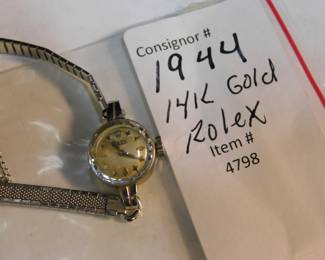 Consignor #
1944
14K Gold
Rolex
Item #
4798